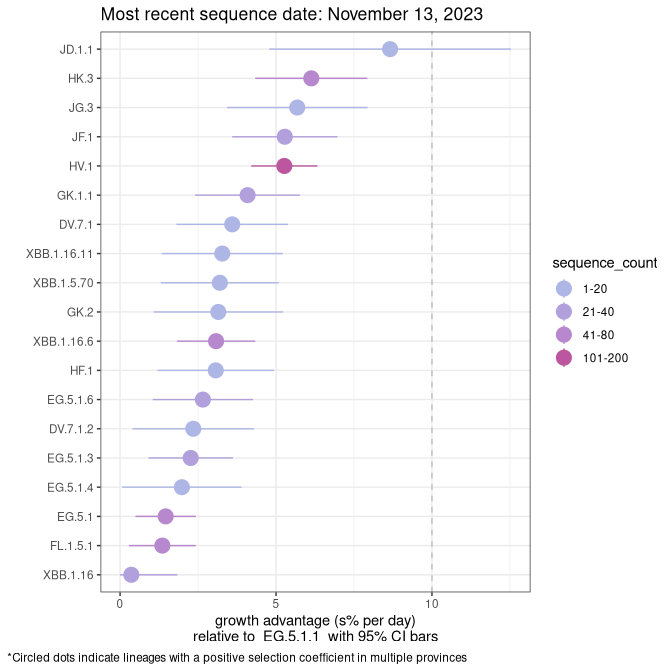 Most recent sequence date: November 13, 2023
JD.1.1
HK.3
JG.3
JF.1
HV.1
GK.1.1
DV.7.1
XBB.1.16.11
XBB.1.5.70
GK.2
XBB.1.16.6
HF.1
EG.5.1.6
DV.7.1.2
EG.5.1.3
EG.5.1.4
EG.5.1
FL.1.5.1
XBB.1.16
0 5 10
growth advantage (s% per day)
relative to EG.5.1.1 with 95% CI bars
sequence_count
1-20
21-40
41-80
101-200
*Circled dots indicate lineages with a positive selection coefficient in multiple provinces